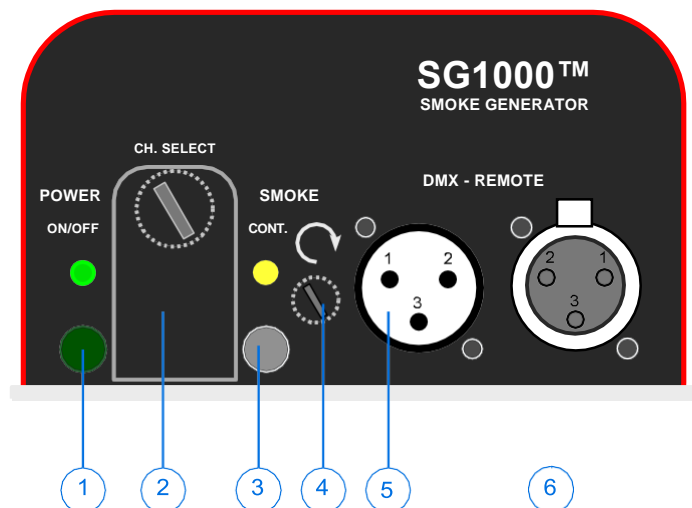 SG1000™
SMOKE GENERATOR
CH. SELECT
DMX - REMOTE
POWER
SMOKE
ON/OFF
CONT.
1 2
3
2 1
3
1 2 3 4 5 6